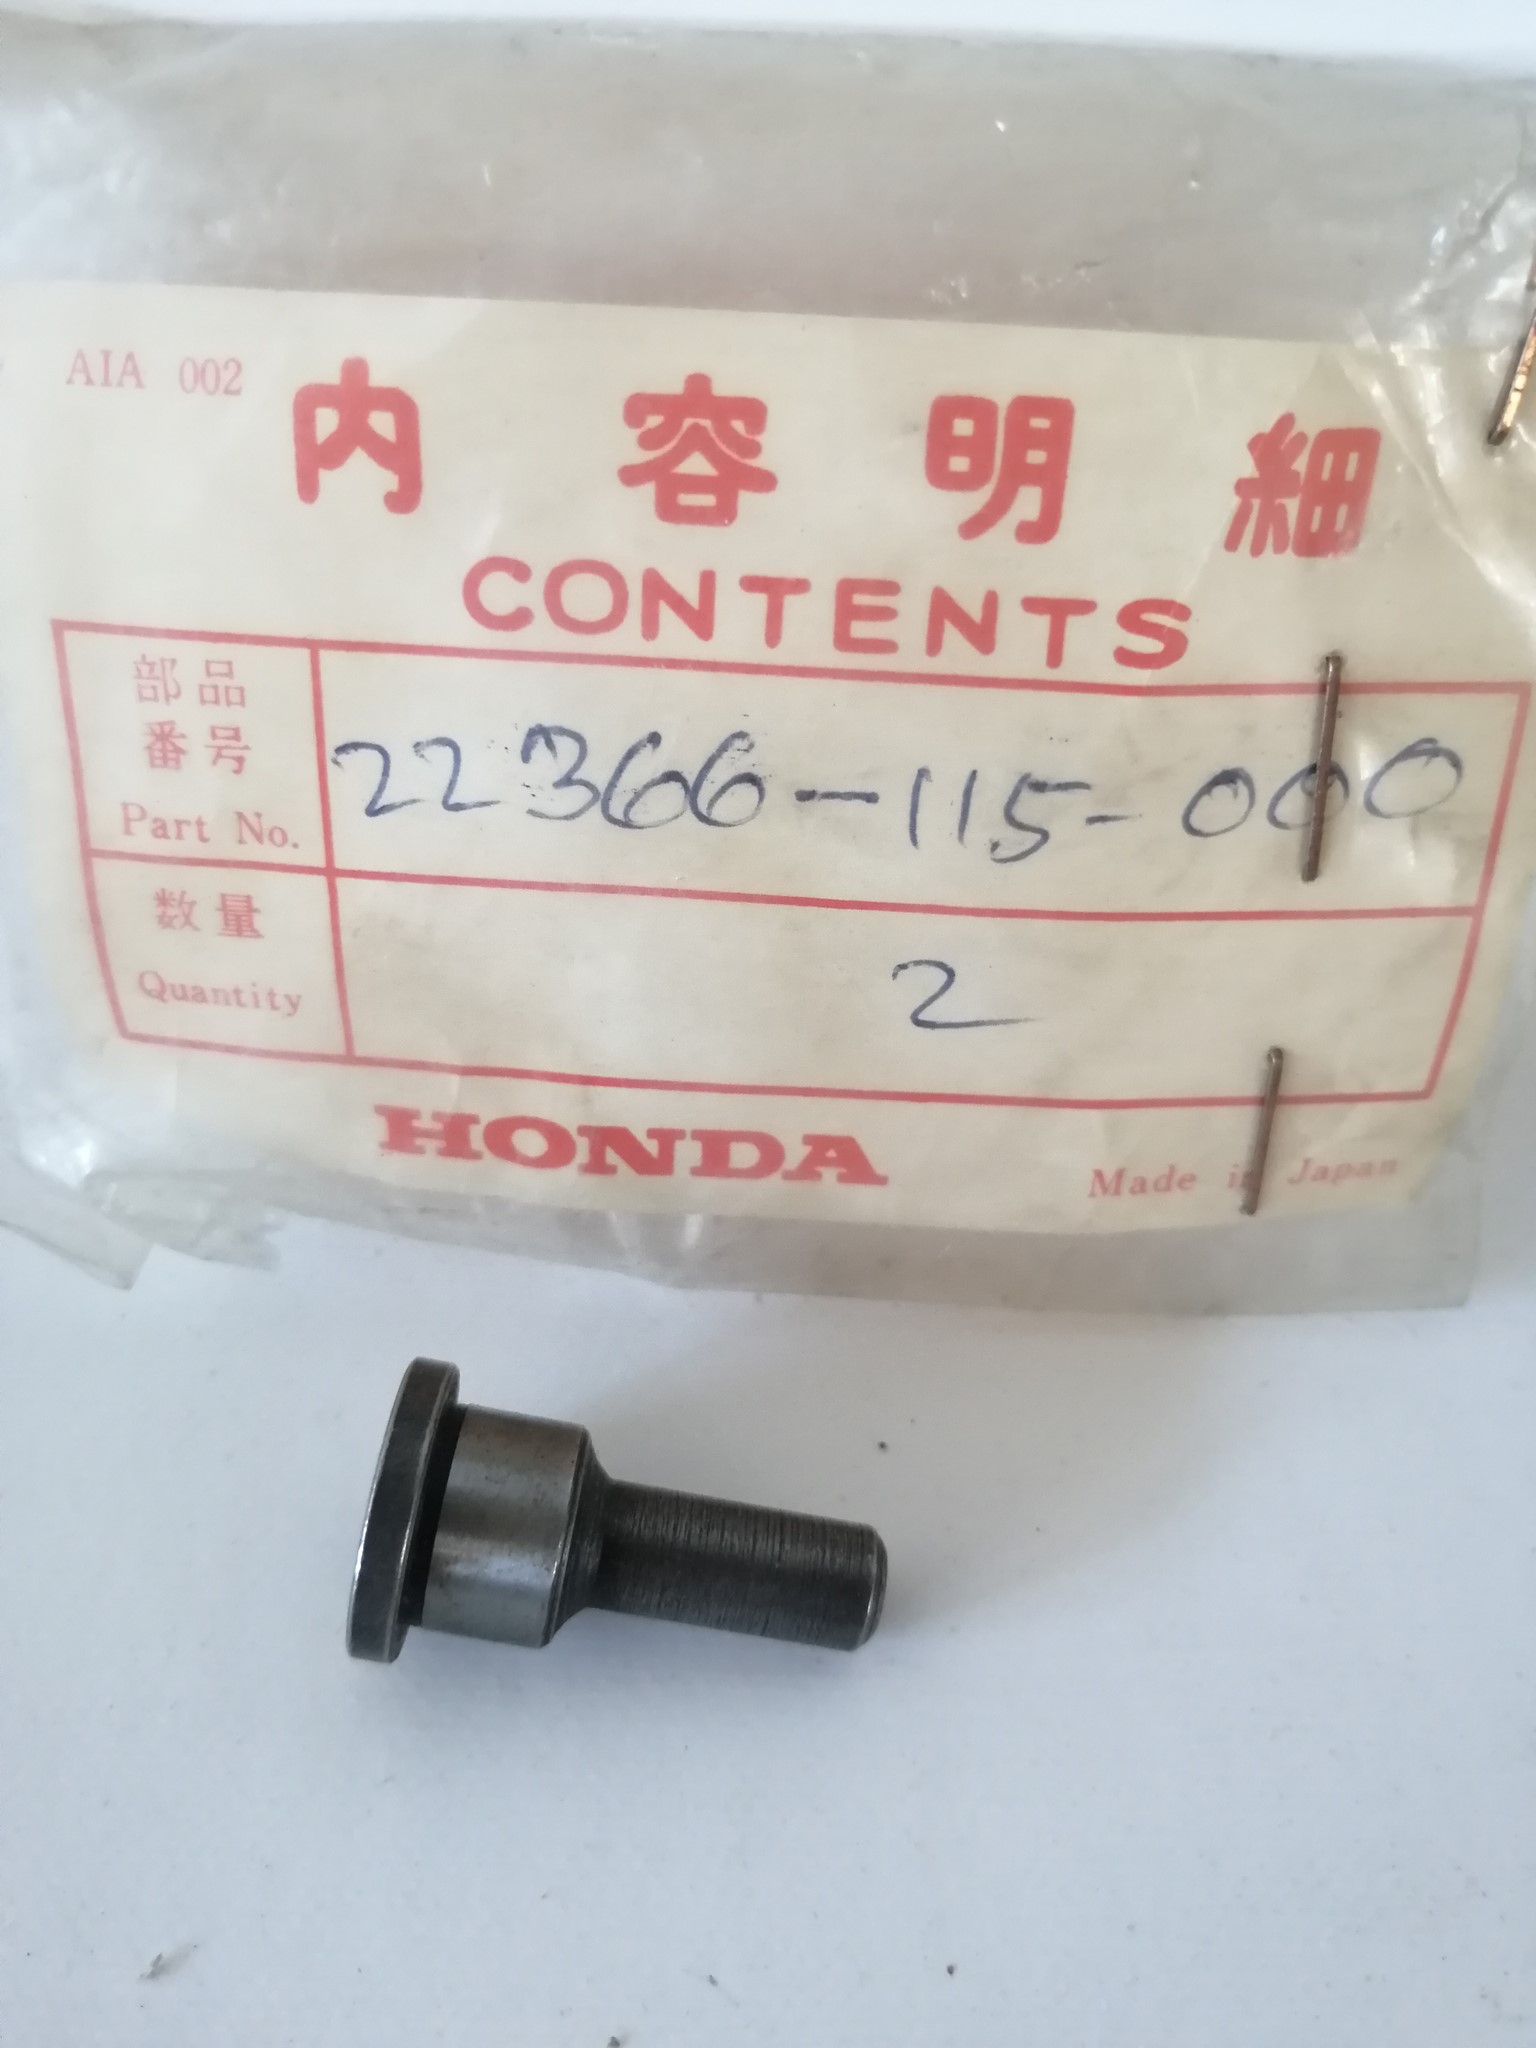 AIA 002
内容明細
CONTENTS
部品
番号
Part No.
22366-115-000
数量
Quantity
2
HONDA
Made in Japan